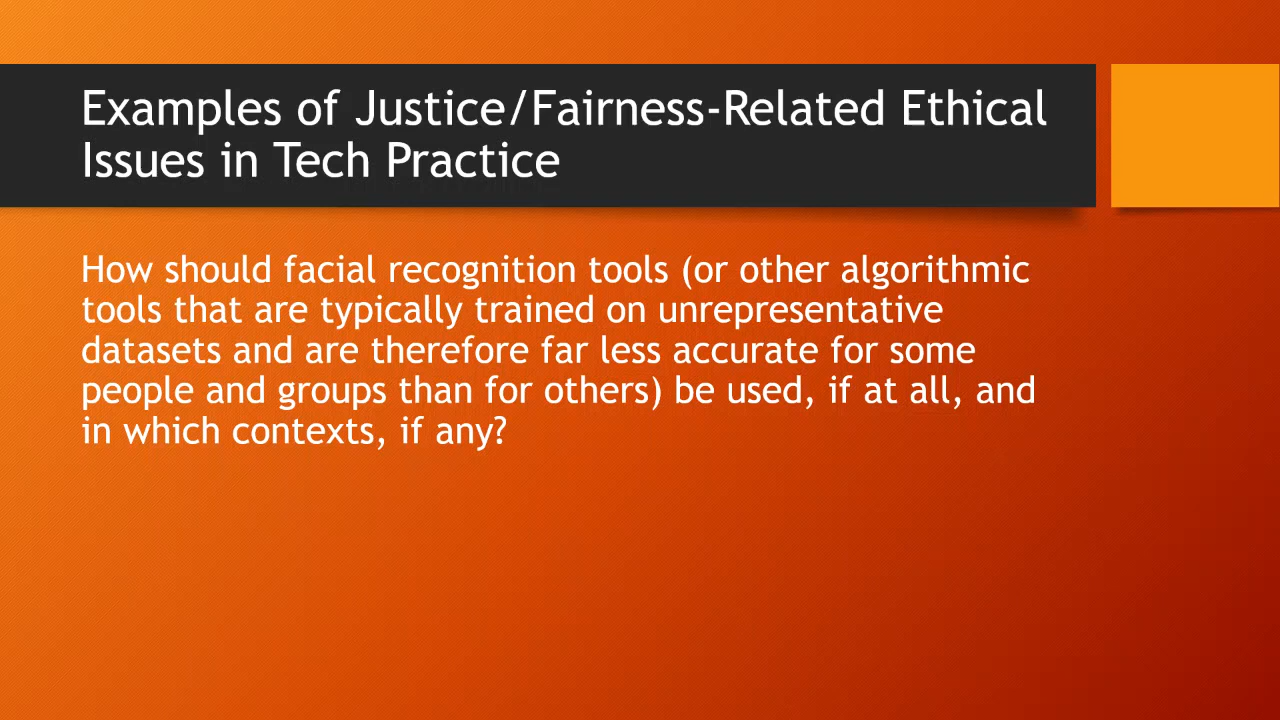 Examples of Justice/Fairness-Related Ethical
Issues in Tech Practice
How should facial recognition tools (or other algorithmic
tools that are typically trained on unrepresentative
datasets and are therefore far less accurate for some
people and groups than for others) be used, if at all, and
in which contexts, if any?